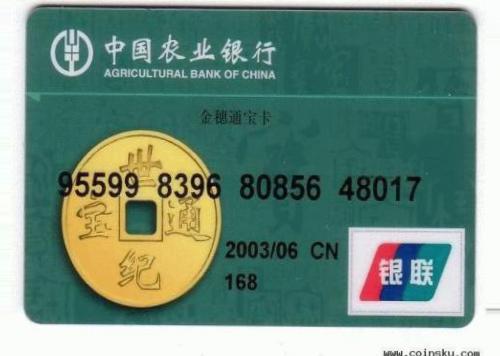 中国农业银行
AGRICULTURAL BANK OF CHINA
金穗通宝卡
95599 8396 80856 48017
世
宝 通
纪
2003/06 CN
168
银联
www.coinsku.com